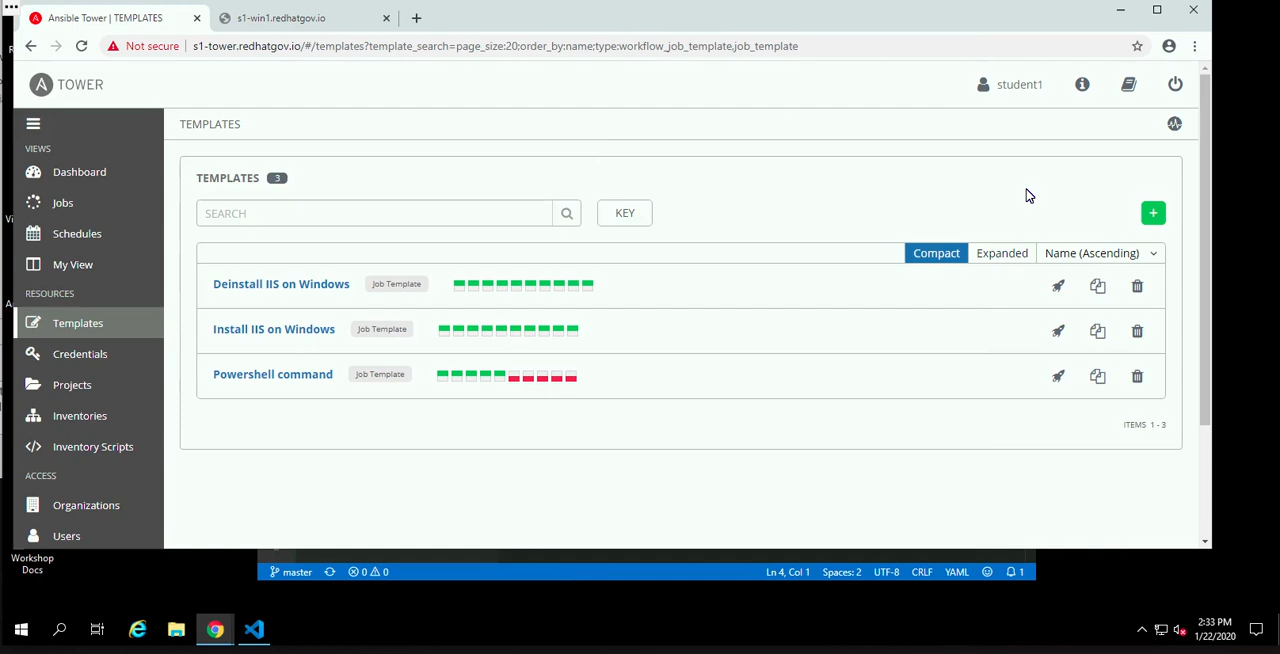 Ansible Tower | TEMPLATES
s1-win1.redhatgov.io
Not secure
s1-tower.redhatgov.io/#/templates?template_search=page_size:20;order_by:name;type:workflow_job_template,job_template
TOWER
student1
VIEWS
Dashboard
Jobs
Schedules
My View
RESOURCES
Templates
Credentials
Projects
Inventories
Inventory Scripts
ACCESS
Organizations
Users
TEMPLATES
TEMPLATES 3
SEARCH
KEY
Compact Expanded Name (Ascending)
Deinstall IIS on Windows Job Template
Install IIS on Windows Job Template
Powershell command Job Template
ITEMS 1 - 3
Workshop
Docs
master 0 0 Ln 4, Col 1 Spaces: 2 UTF-8 CRLF YAML 1
2:33 PM
1/22/2020